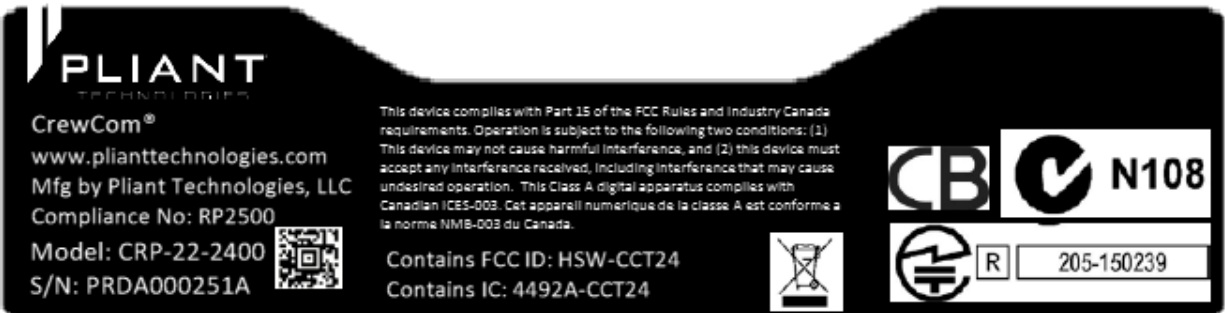 PLIANT
TECHNOLOGIES
CrewCom®
www.plianttechnologies.com
Mfg by Pliant Technologies, LLC
Compliance No: RP2500
Model: CRP-22-2400
S/N: PRDA000251A
This device complies with Part 15 of the FCC Rules and Industry Canada
requirements. Operation is subject to the following two conditions: (1)
This device may not cause harmful interference, and (2) this device must
accept any interference received, including interference that may cause
undesired operation. This Class A digital apparatus complies with
Canadian ICES-003. Cet appareil numerique de la classe A est conforme a
la norme NMB-003 du Canada.
Contains FCC ID: HSW-CCT24
Contains IC: 4492A-CCT24
CB
N108
R 205-150239